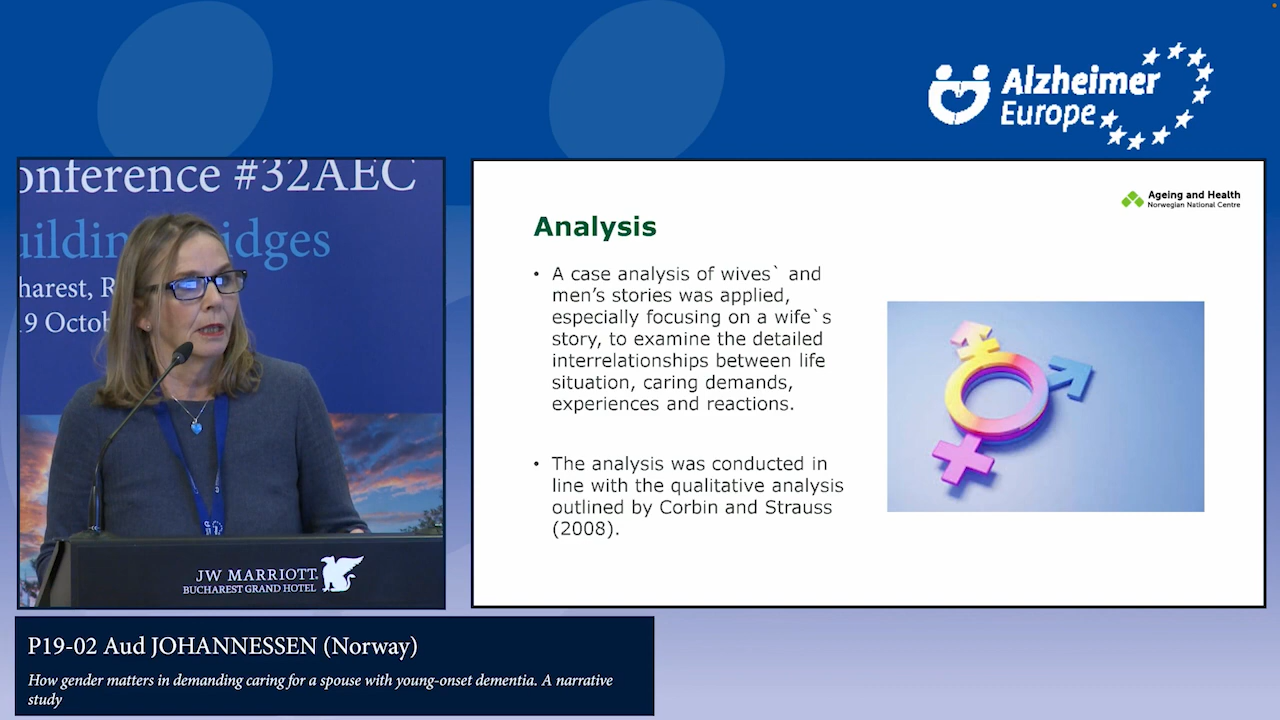 Alzheimer
Europe
onference #32AEC
idges
harest, R
19 Octob
JW MARRIOTT
BUCHAREST GRAND HOTEL
Ageing and Health
Norwegian National Centre
Analysis
• A case analysis of wives` and
men’s stories was applied,
especially focusing on a wife`s
story, to examine the detailed
interrelationships between life
situation, caring demands,
experiences and reactions.
• The analysis was conducted in
line with the qualitative analysis
outlined by Corbin and Strauss
(2008).
P19-02 Aud JOHANNESSEN (Norway)
How gender matters in demanding caring for a spouse with young-onset dementia. A narrative
study